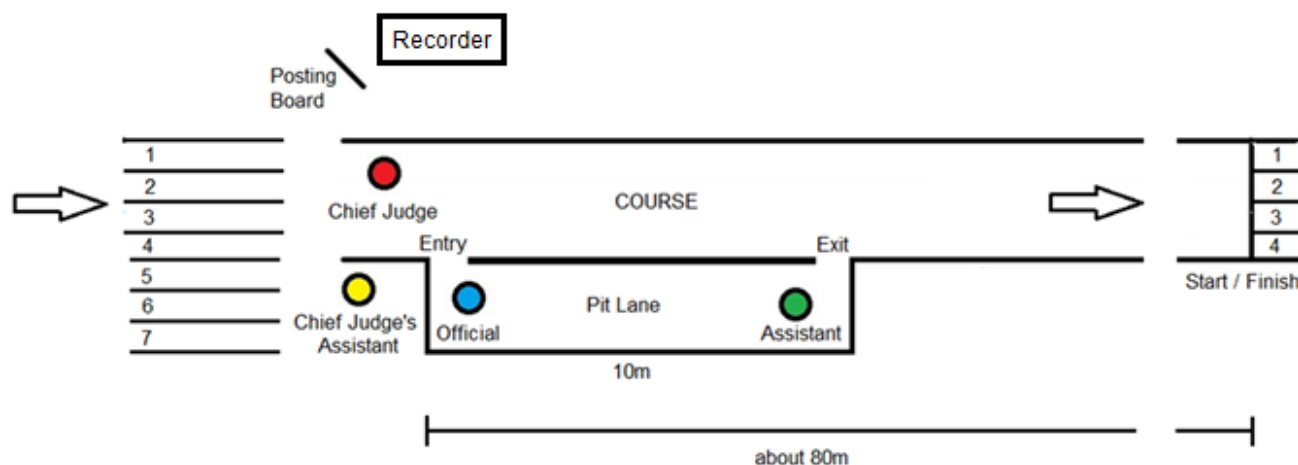 Recorder
Posting
Board
1
2
3
4
5
6
7
Chief Judge
COURSE
1
2
3
4
Entry
Exit
Start / Finish
Chief Judge's
Assistant
Official
Pit Lane
Assistant
10m
about 80m